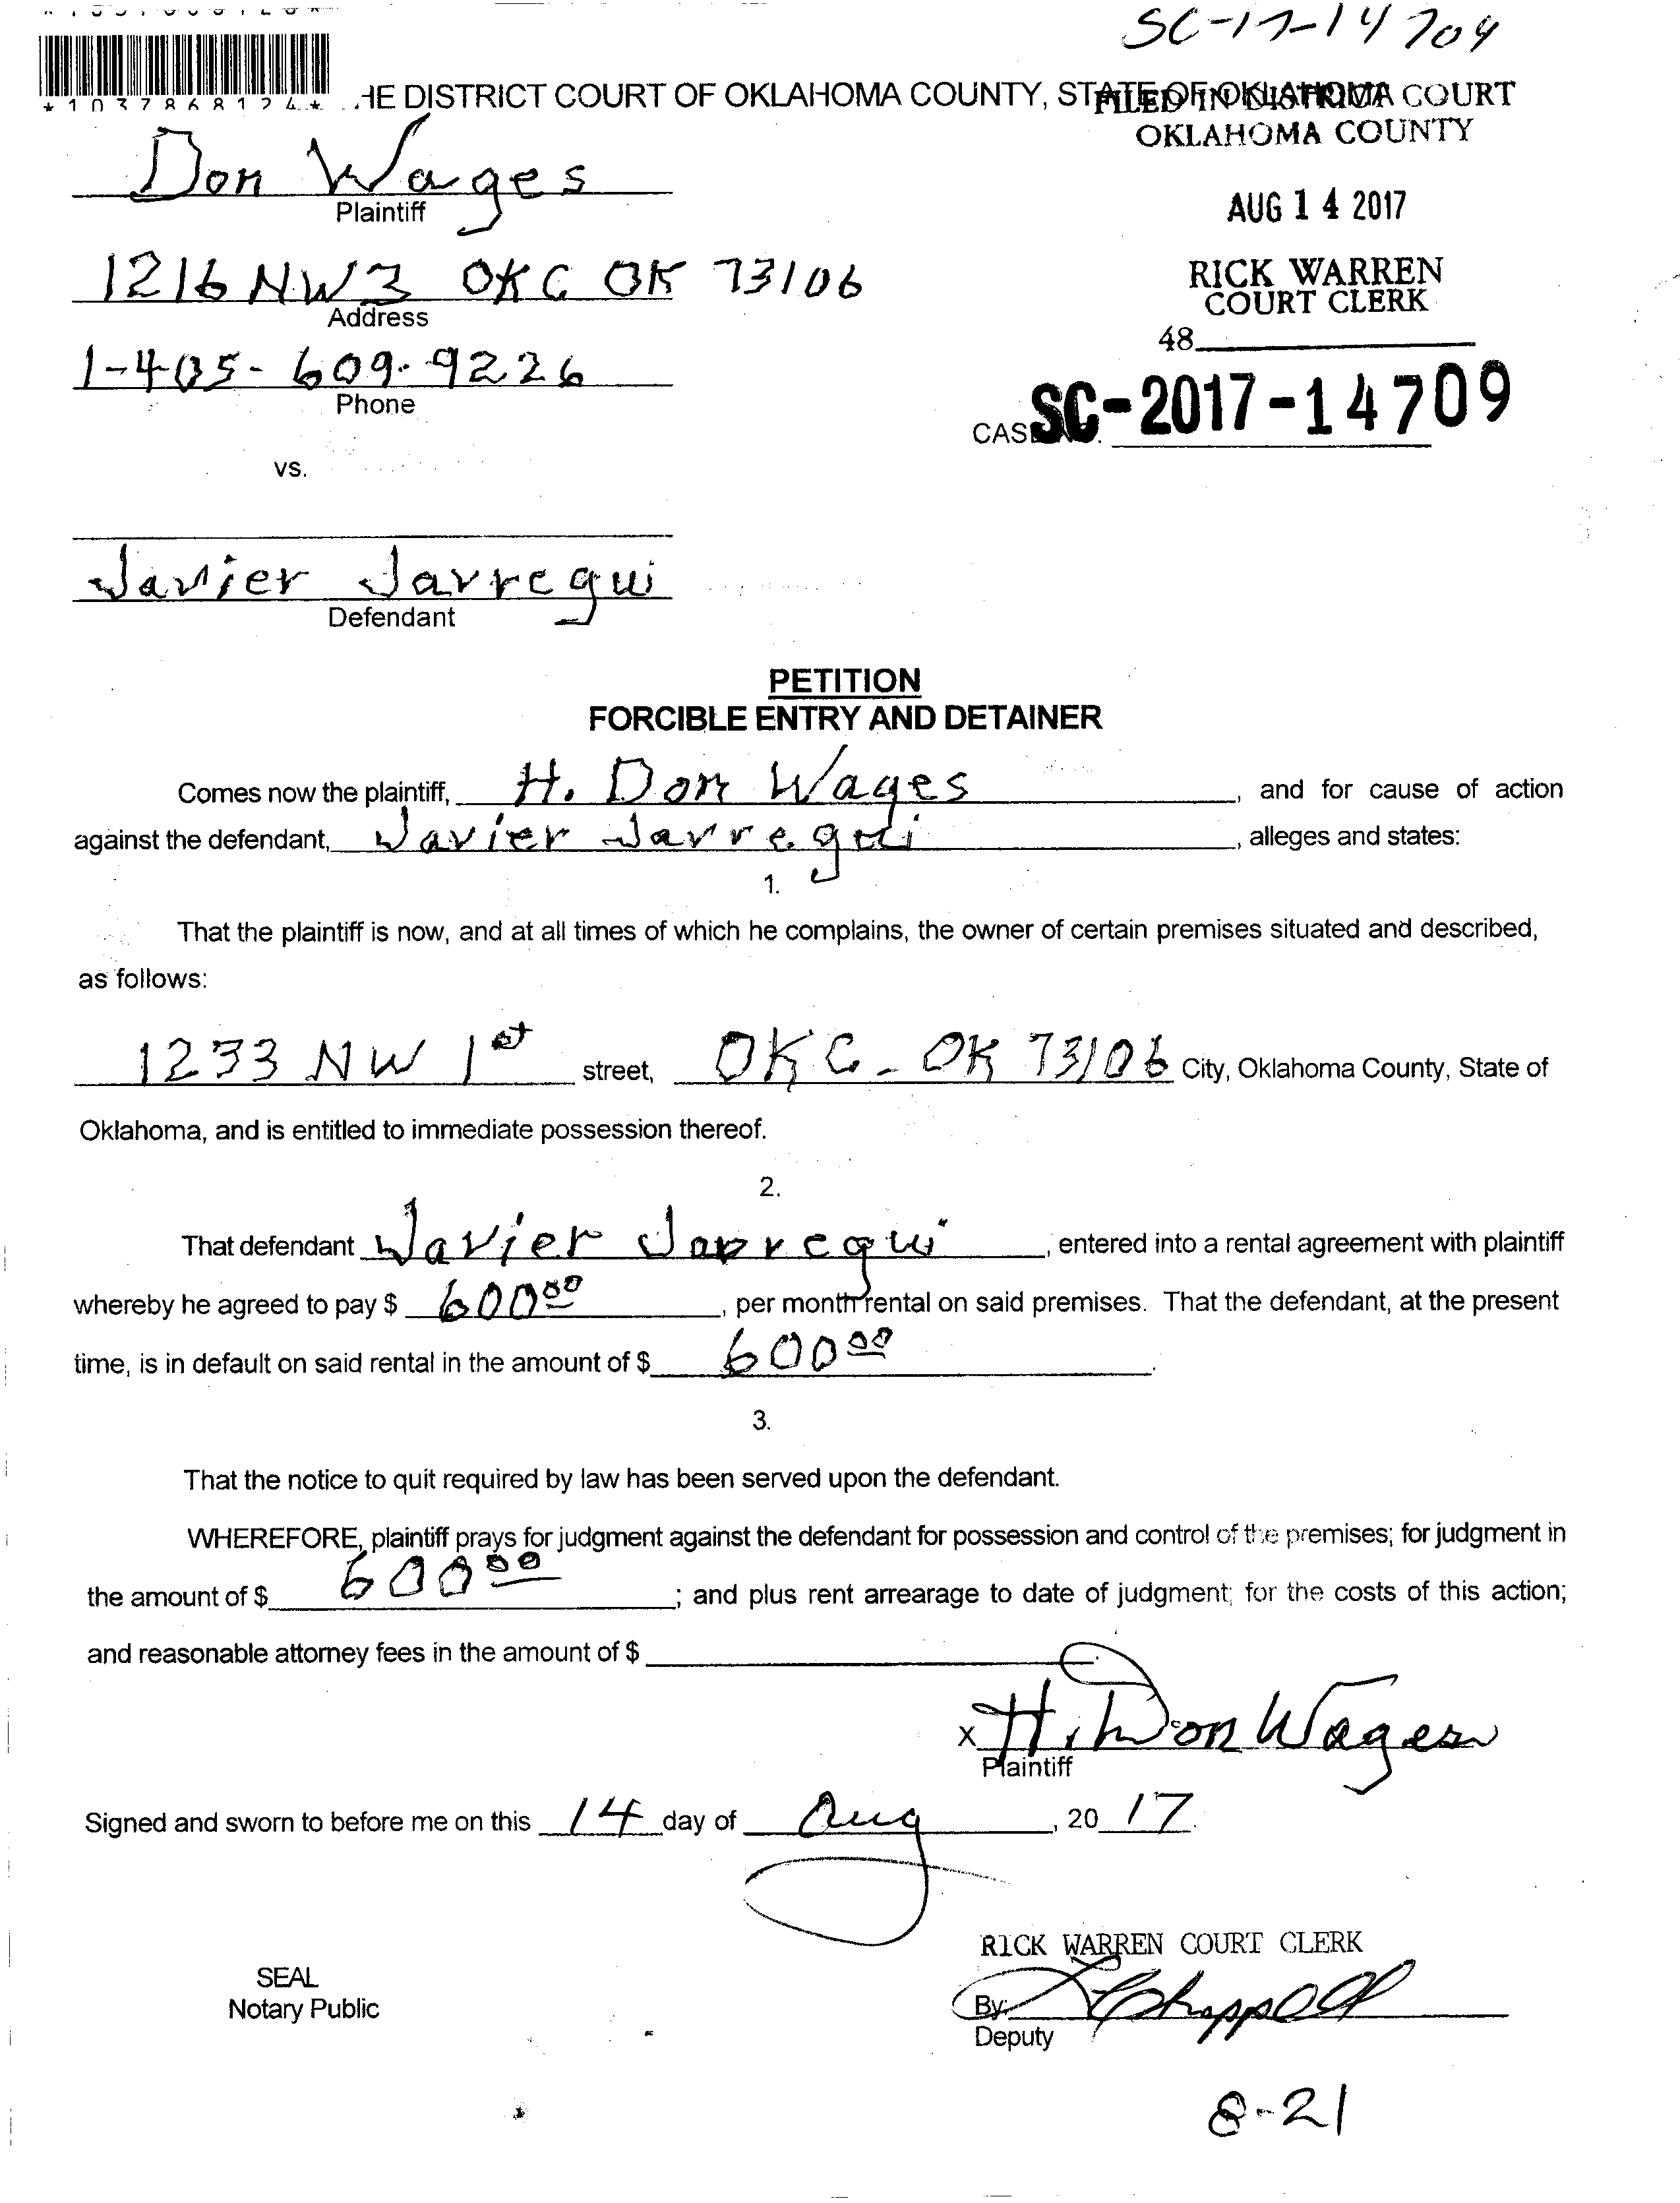 SC-17-14704
*1037868124*
HE DISTRICT COURT OF OKLAHOMA COUNTY, STATE OF OKLAHOMA
FILED IN DISTRICT COURT
OKLAHOMA COUNTY
Don Wages
Plaintiff
AUG 14 2017
1216 NW 3 OKC OK 73106
Address
RICK WARREN
COURT CLERK
48
1-405-609-9226
Phone
SC-2017-14709
CAS
vs.
Javier Jarregui
Defendant
PETITION
FORCIBLE ENTRY AND DETAINER
Comes now the plaintiff, H. Don Wages, and for cause of action
against the defendant, Javier Jarregui, alleges and states:
1.
That the plaintiff is now, and at all times of which he complains, the owner of certain premises situated and described,
as follows:
1233 NW 1st street, OKC - OK 73106 City, Oklahoma County, State of
Oklahoma, and is entitled to immediate possession thereof.
2.
That defendant Javier Jarregui, entered into a rental agreement with plaintiff
whereby he agreed to pay $ 600 00, per month rental on said premises. That the defendant, at the present
time, is in default on said rental in the amount of $ 600 00.
3.
That the notice to quit required by law has been served upon the defendant.
WHEREFORE, plaintiff prays for judgment against the defendant for possession and control of the premises; for judgment in
the amount of $ 600 00; and plus rent arrearage to date of judgment; for the costs of this action;
and reasonable attorney fees in the amount of $
x H. Don Wages
Plaintiff
Signed and sworn to before me on this 14 day of Aug, 20 17.
RICK WARREN COURT CLERK
SEAL
Notary Public
By: Chappell
Deputy
8-21